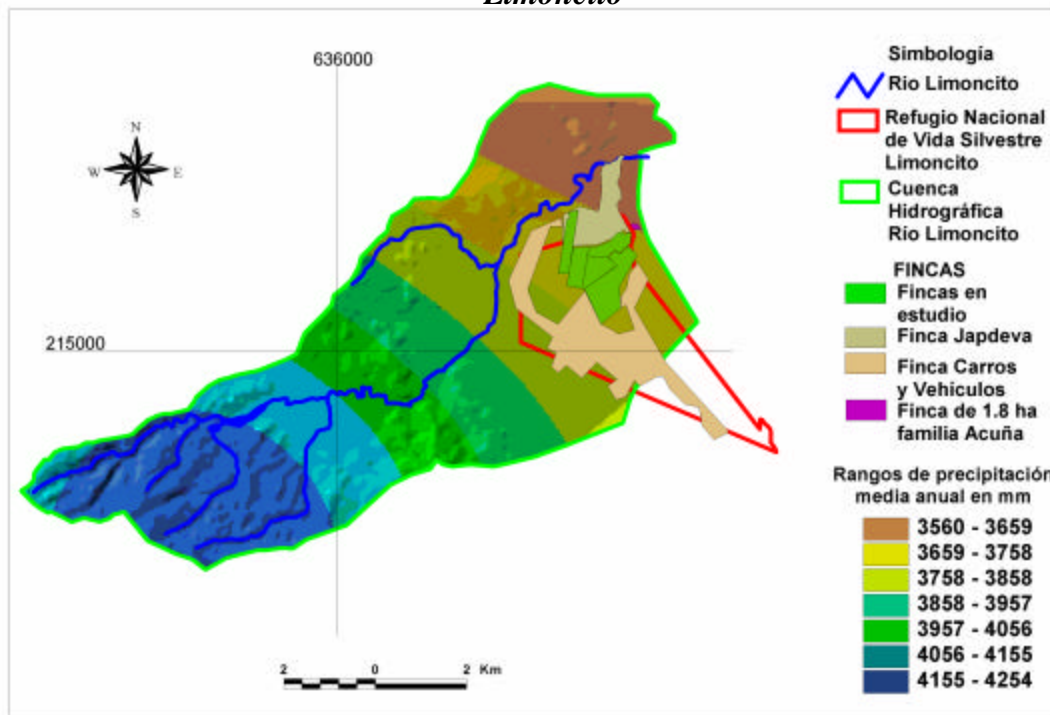 Limoncito
636000
N
W E
S
215000
2 0 2 Km
Simbología
Rio Limoncito
Refugio Nacional
de Vida Silvestre
Limoncito
Cuenca
Hidrográfica
Río Limoncito
FINCAS
Fincas en
estudio
Finca Japdeva
Finca Carros
y Vehiculos
Finca de 1.8 ha
familia Acuña
Rangos de precipitación
media anual en mm
3560 - 3659
3659 - 3758
3758 - 3858
3858 - 3957
3957 - 4056
4056 - 4155
4155 - 4254